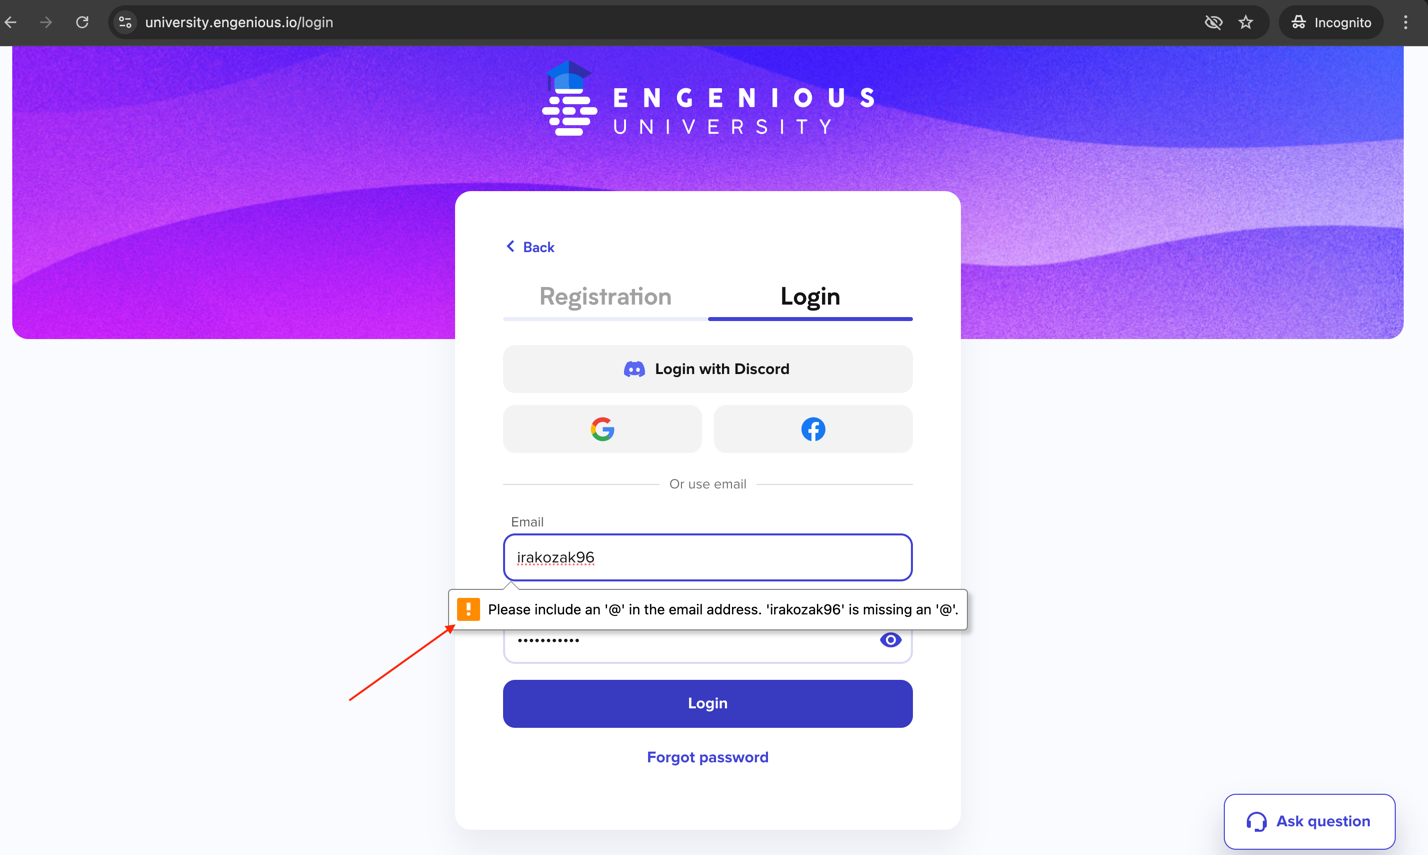 university.engenious.io/login
Incognito
ENGENIOUS
UNIVERSITY
Back
Registration
Login
Login with Discord
Or use email
Email
irakozak96
Please include an '@' in the email address. 'irakozak96' is missing an '@'.
•••••••••••
Login
Forgot password
Ask question